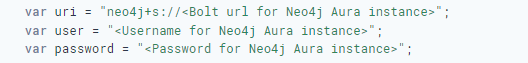 var uri = "neo4j+s://<Bolt url for Neo4j Aura instance>";
var user = "<Username for Neo4j Aura instance>";
var password = "<Password for Neo4j Aura instance>";